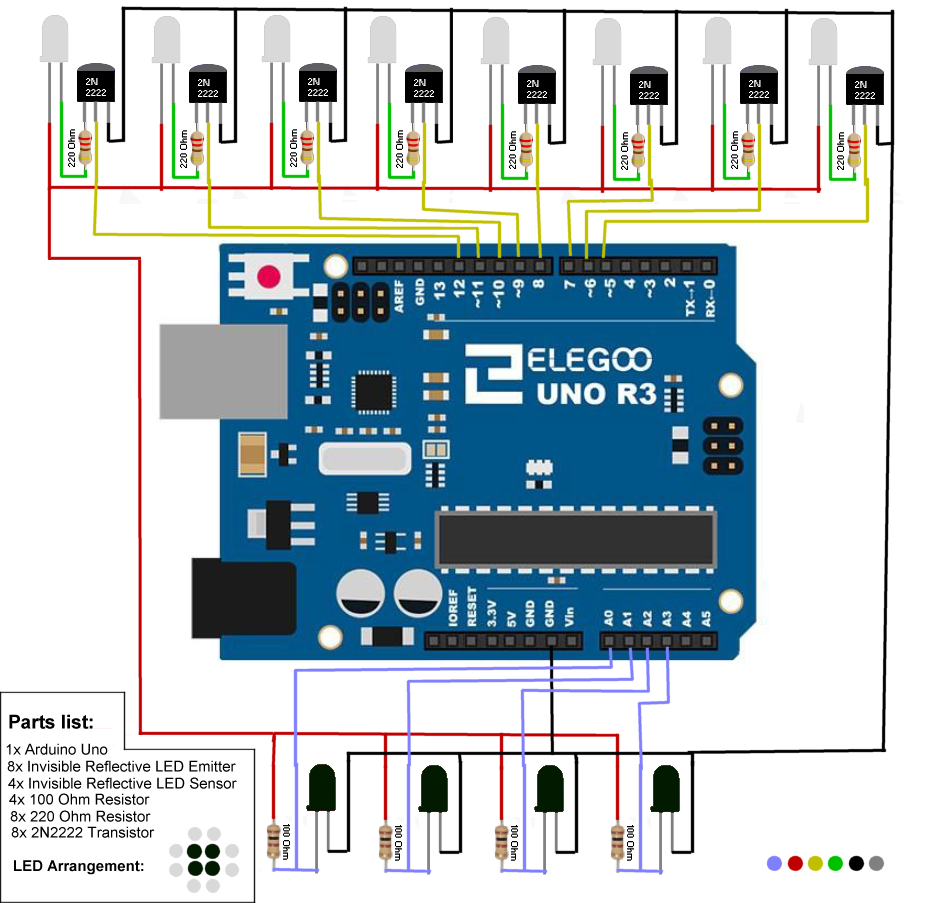 2N
2222
2N
2222
2N
2222
2N
2222
2N
2222
2N
2222
2N
2222
2N
2222
220 Ohm
220 Ohm
220 Ohm
220 Ohm
220 Ohm
220 Ohm
220 Ohm
220 Ohm
AREF
GND
13
12
~11
~10
~9
8
7
~6
~5
4
~3
2
TX→1
RX←0
ELEGOO
UNO R3
IOREF
RESET
3.3V
5V
GND
GND
Vin
A0
A1
A2
A3
A4
A5
Parts list:
1x Arduino Uno
8x Invisible Reflective LED Emitter
4x Invisible Reflective LED Sensor
4x 100 Ohm Resistor
8x 220 Ohm Resistor
8x 2N2222 Transistor
LED Arrangement:
100 Ohm
100 Ohm
100 Ohm
100 Ohm